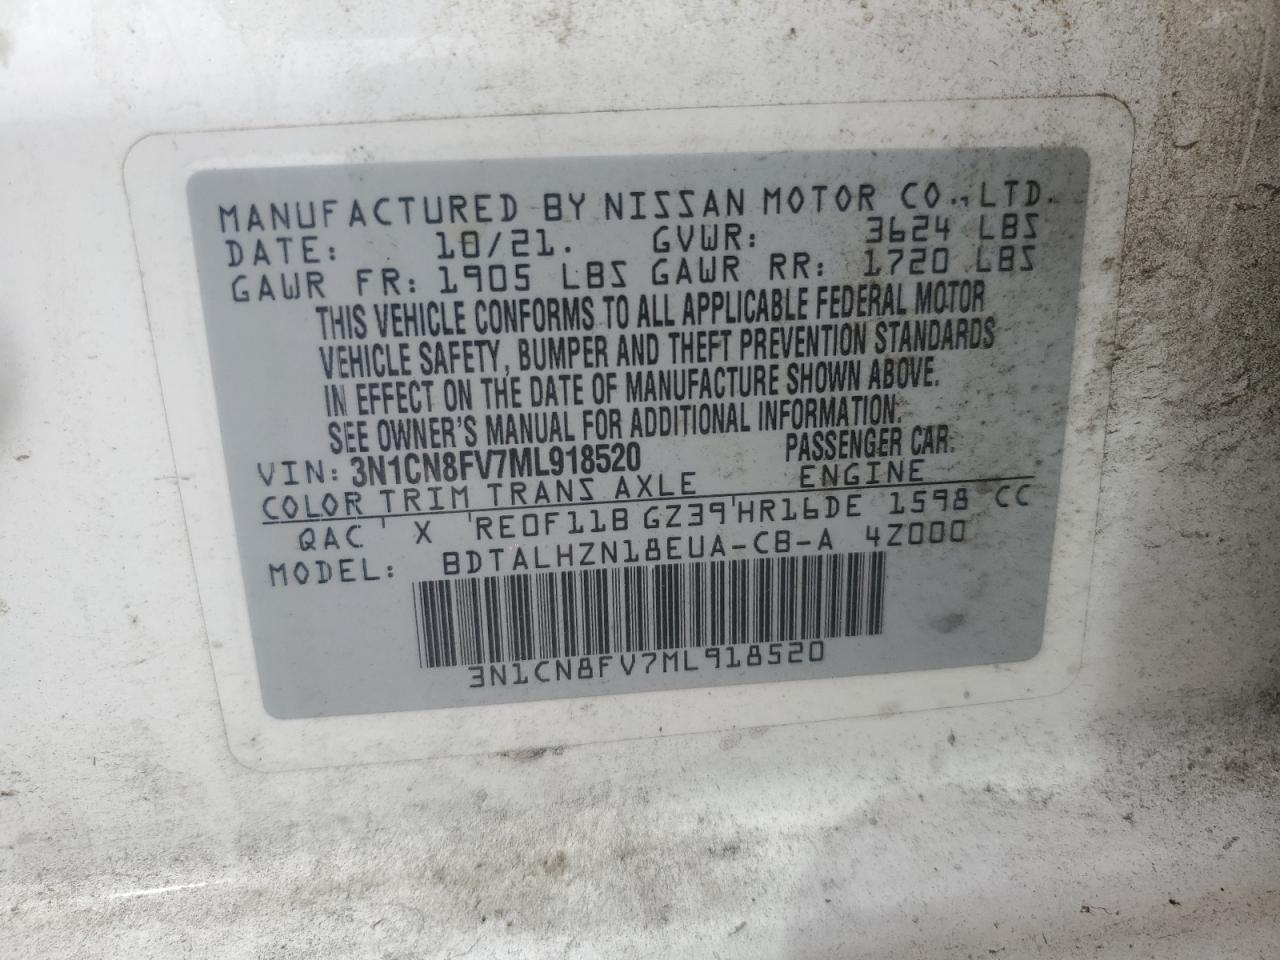 MANUFACTURED BY NISSAN MOTOR CO., LTD.
DATE: 10/21. GVWR: 3624 LBS
GAWR FR: 1905 LBS GAWR RR: 1720 LBS
THIS VEHICLE CONFORMS TO ALL APPLICABLE FEDERAL MOTOR
VEHICLE SAFETY, BUMPER AND THEFT PREVENTION STANDARDS
IN EFFECT ON THE DATE OF MANUFACTURE SHOWN ABOVE.
SEE OWNER'S MANUAL FOR ADDITIONAL INFORMATION.
VIN: 3N1CN8FV7ML918520 PASSENGER CAR.
COLOR TRIM TRANS AXLE ENGINE
QAC ' X 'RE0F11B GZ39'HR16DE 1598 CC
MODEL: BDTALHZN18EUA-CB-A 4Z000
3N1CN8FV7ML918520